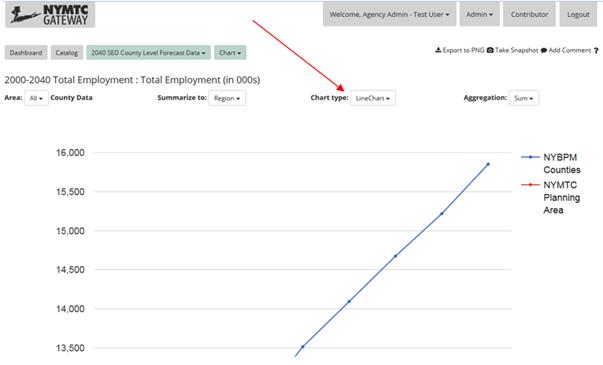 NYMTC
GATEWAY
Welcome, Agency Admin - Test User
Admin
Contributor
Logout
Dashboard
Catalog
2040 SED County Level Forecast Data
Chart
Export to PNG Take Snapshot Add Comment ?
2000-2040 Total Employment : Total Employment (in 000s)
Area: All County Data Summarize to: Region Chart type: LineChart Aggregation: Sum
16,000
15,500
15,000
14,500
14,000
13,500
NYBPM
Counties
NYMTC
Planning
Area